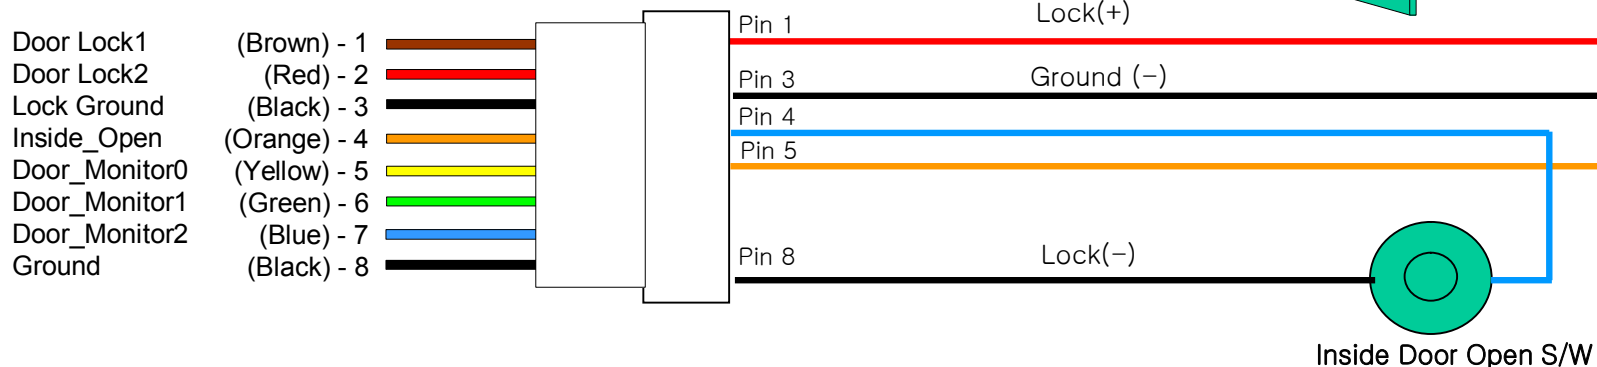 Door Lock1 (Brown) - 1
Door Lock2 (Red) - 2
Lock Ground (Black) - 3
Inside_Open (Orange) - 4
Door_Monitor0 (Yellow) - 5
Door_Monitor1 (Green) - 6
Door_Monitor2 (Blue) - 7
Ground (Black) - 8
Pin 1 Lock(+)
Pin 3 Ground (-)
Pin 4
Pin 5
Pin 8 Lock(-)
Inside Door Open S/W